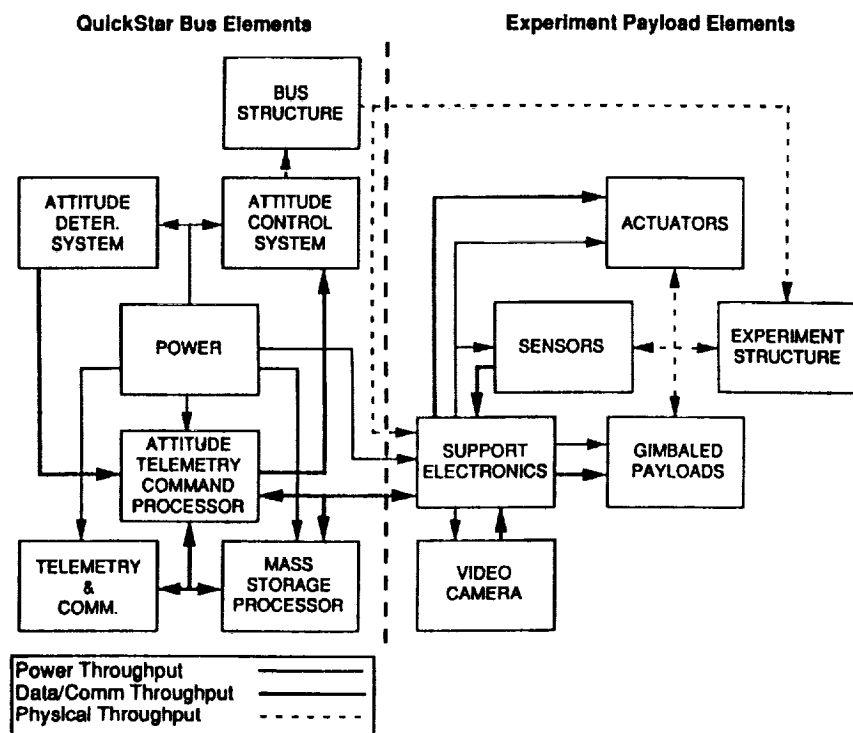 QuickStar Bus Elements
Experiment Payload Elements
BUS
STRUCTURE
ATTITUDE
DETER.
SYSTEM
ATTITUDE
CONTROL
SYSTEM
ACTUATORS
POWER
SENSORS
EXPERIMENT
STRUCTURE
ATTITUDE
TELEMETRY
COMMAND
PROCESSOR
SUPPORT
ELECTRONICS
GIMBALED
PAYLOADS
TELEMETRY
&
COMM.
MASS
STORAGE
PROCESSOR
VIDEO
CAMERA
Power Throughput
Data/Comm Throughput
Physical Throughput